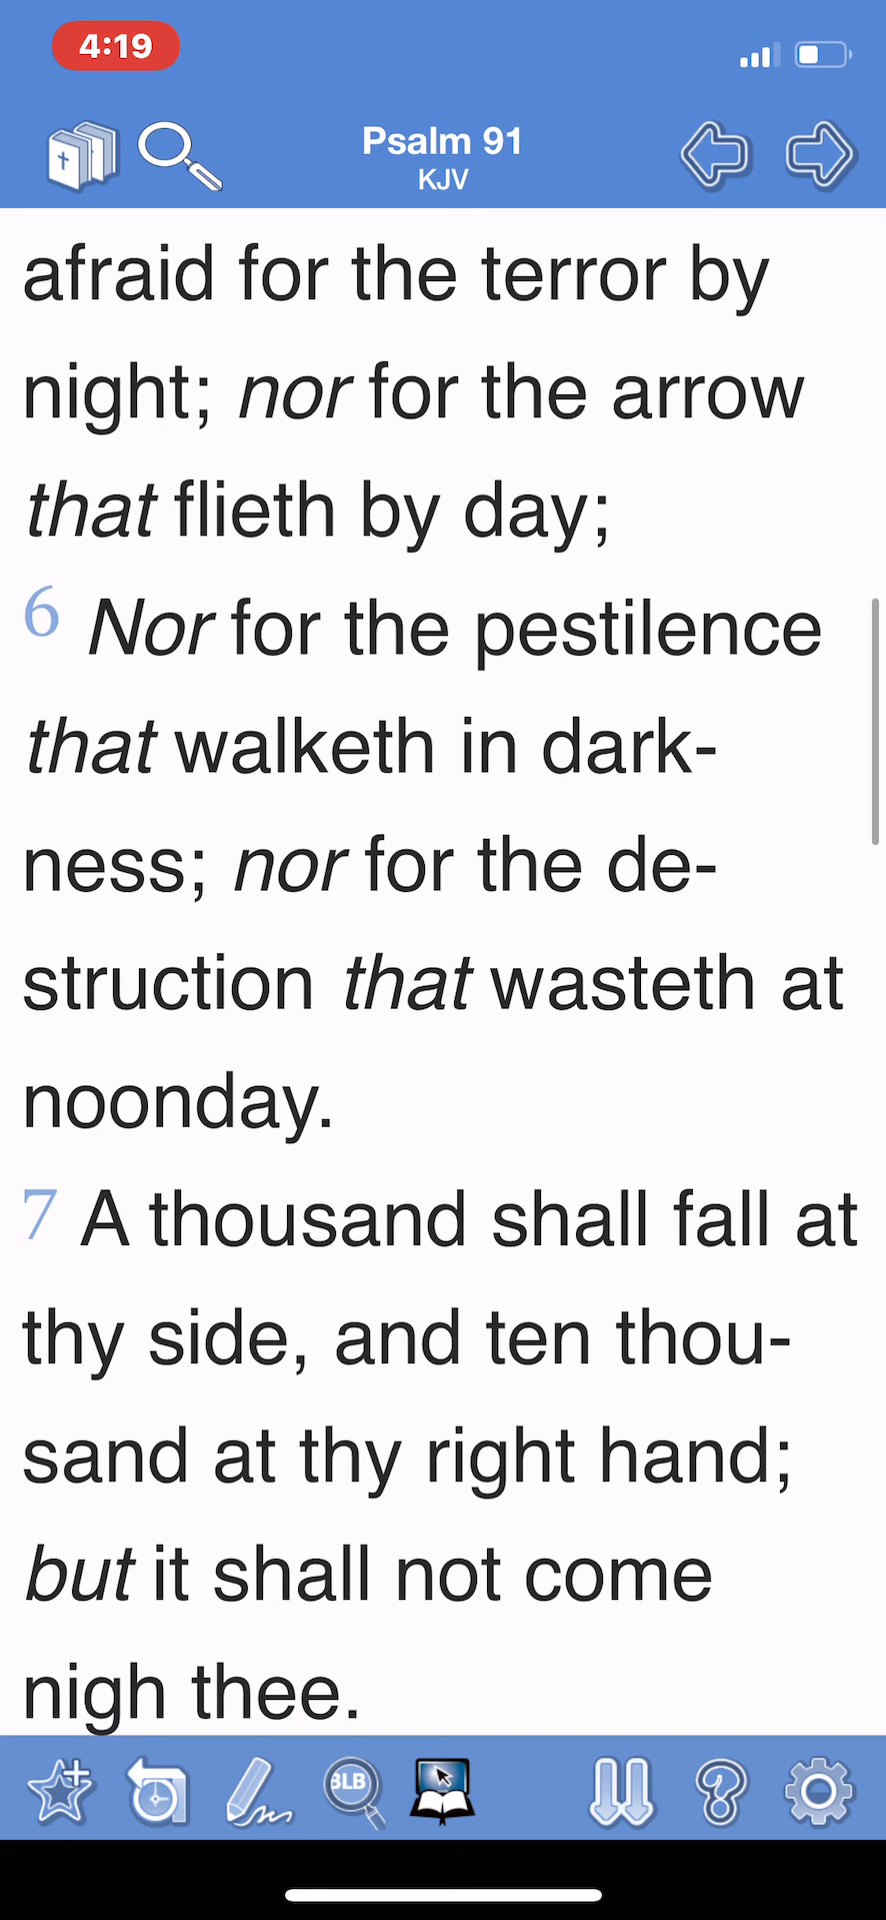 4:19
Psalm 91
KJV
afraid for the terror by
night; nor for the arrow
that flieth by day;
6 Nor for the pestilence
that walketh in dark-
ness; nor for the de-
struction that wasteth at
noonday.
7 A thousand shall fall at
thy side, and ten thou-
sand at thy right hand;
but it shall not come
nigh thee.
BLB